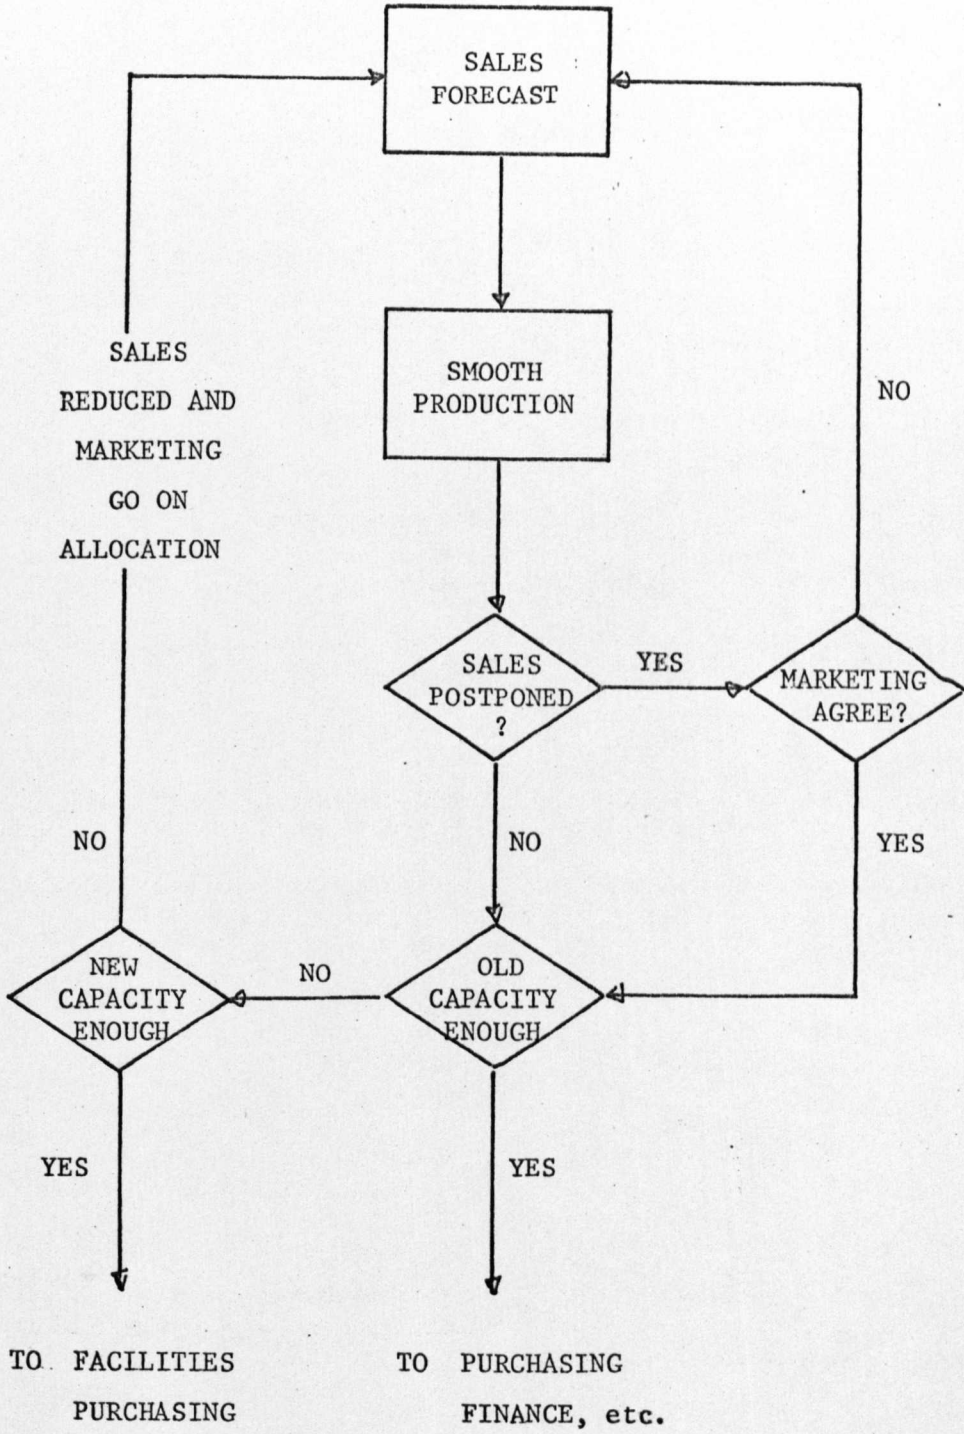 SALES
FORECAST
SALES
REDUCED AND
MARKETING
GO ON
ALLOCATION
SMOOTH
PRODUCTION
NO
SALES
POSTPONED
?
YES
MARKETING
AGREE?
NO
NO
YES
NEW
CAPACITY
ENOUGH
NO
OLD
CAPACITY
ENOUGH
YES
YES
TO FACILITIES
PURCHASING
TO PURCHASING
FINANCE, etc.